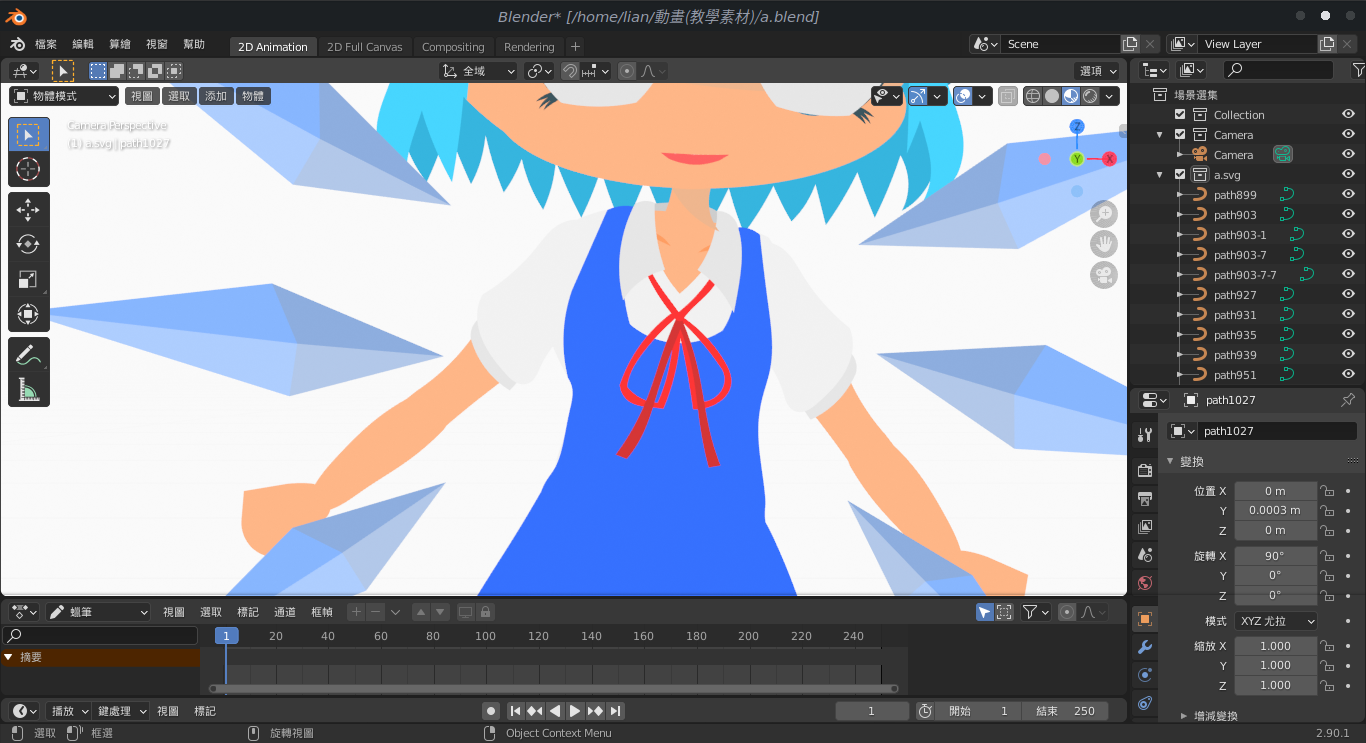 Blender* [/home/lian/動畫(教學素材)/a.blend]
檔案 編輯 算繪 視窗 幫助 2D Animation 2D Full Canvas Compositing Rendering + Scene View Layer
全域 選項
物體模式 視圖 選取 添加 物體
Camera Perspective
(1) a.svg | path1027
Z
Y X
場景選集
Collection
Camera
Camera
a.svg
path899
path903
path903-1
path903-7
path903-7-7
path927
path931
path935
path939
path951
path1027
path1027
變換
位置 X 0 m
Y 0.0003 m
Z 0 m
旋轉 X 90°
Y 0°
Z 0°
模式 XYZ 尤拉
縮放 X 1.000
Y 1.000
Z 1.000
增減變換
蠟筆 視圖 選取 標記 通道 框幀
1 20 40 60 80 100 120 140 160 180 200 220 240
摘要
播放 鍵處理 視圖 標記 1 開始 1 結束 250
選取 框選 旋轉視圖 Object Context Menu 2.90.1